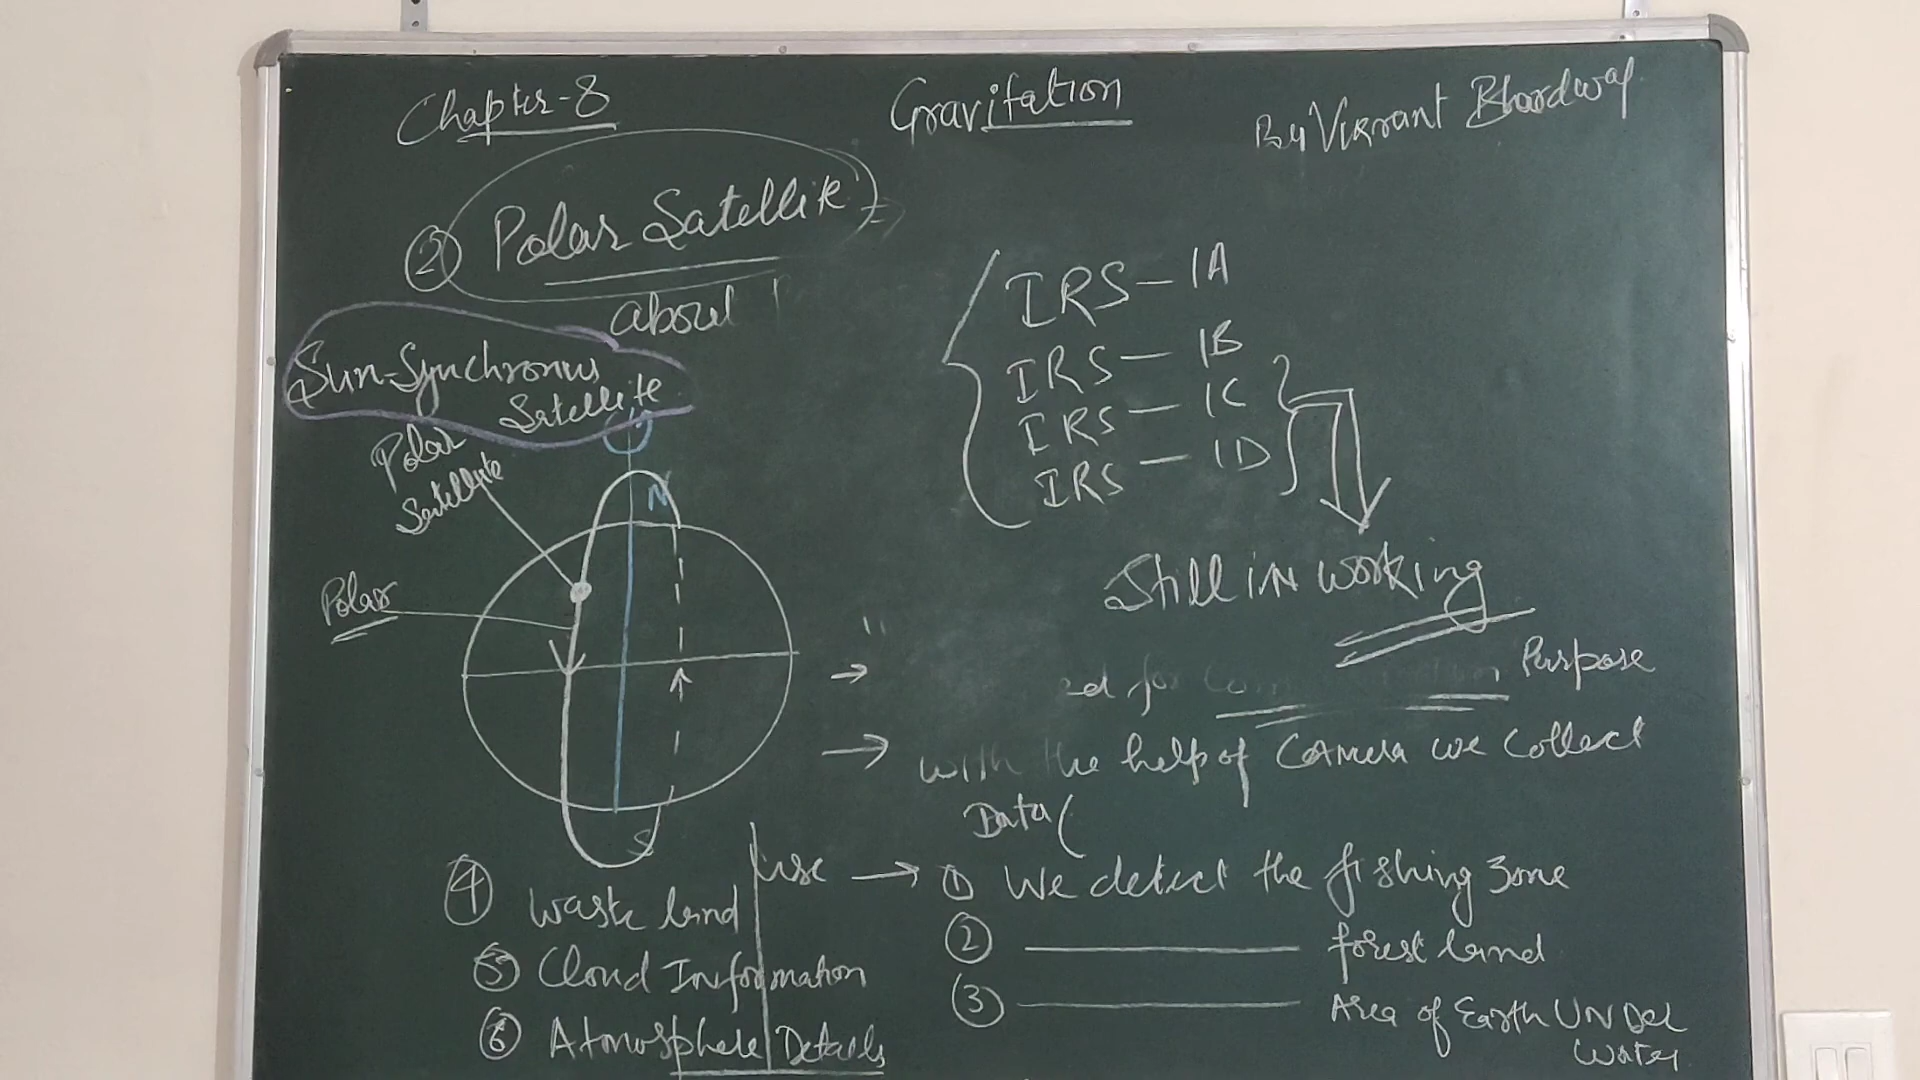 Chapter-8
Gravitation
By Vikrant Bhardwaj
② Polar Satellite
about
Sun-Synchronus
Satellite
Polar
Satellite
N
Polar
S
IRS - 1A
IRS - 1B
IRS - 1C
IRS - 1D
Still in working
→ ed for Purpose
→ with the help of Camera we Collect
Data (
use → ① We detect the fishing Zone
② forest land
③ Area of Earth UNDer
Water
④ Waste land
⑤ Cloud Information
⑥ Atmosphere Details